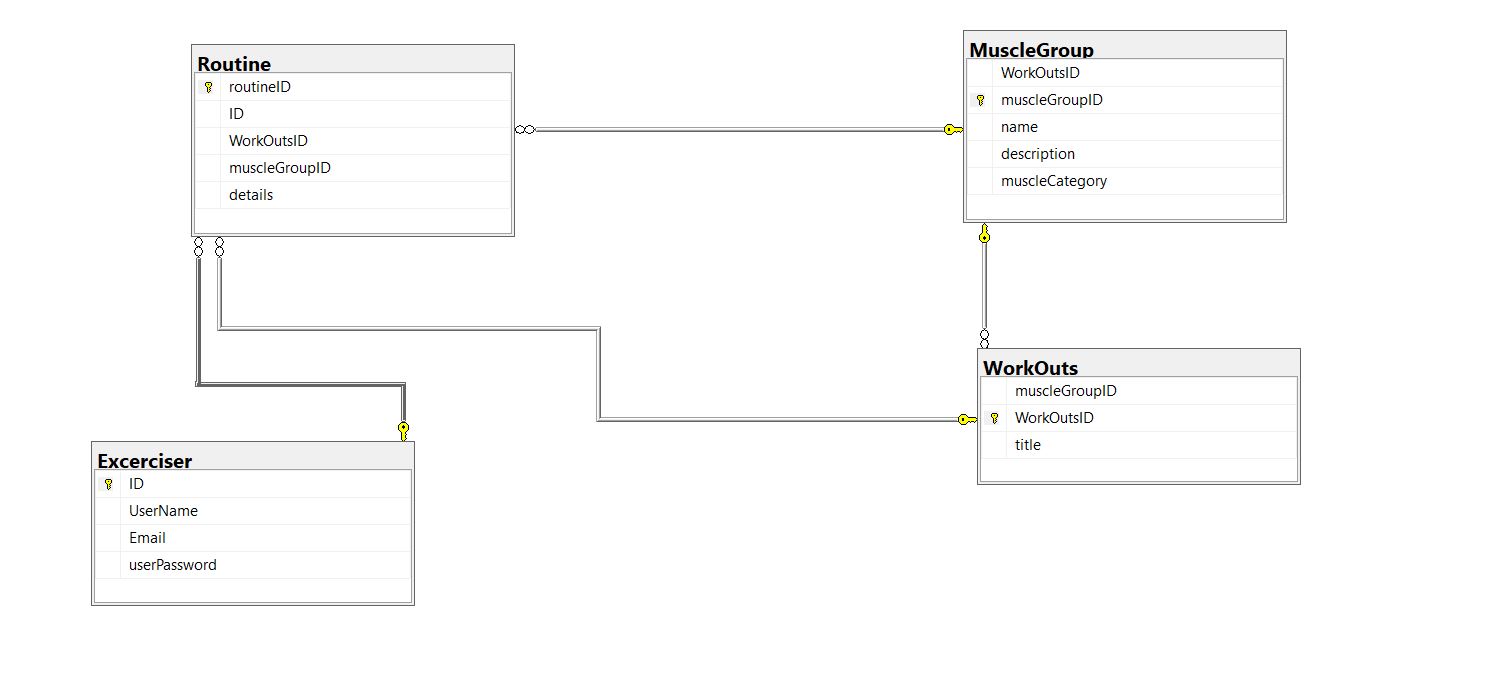 Routine
routineID
ID
WorkOutsID
muscleGroupID
details
MuscleGroup
WorkOutsID
muscleGroupID
name
description
muscleCategory
WorkOuts
muscleGroupID
WorkOutsID
title
Excerciser
ID
UserName
Email
userPassword